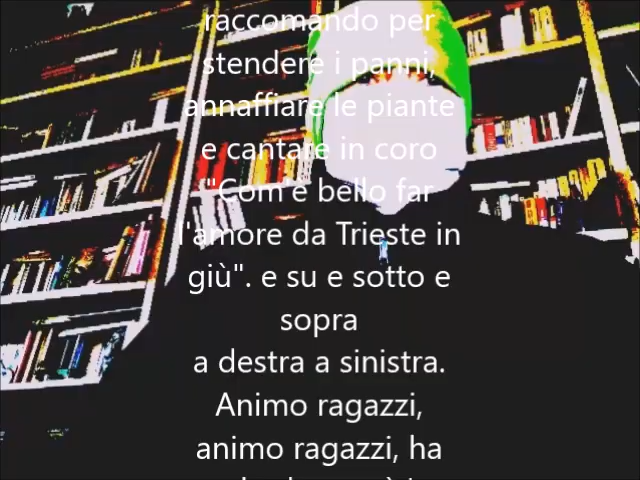 raccomando per
stendere i panni,
annaffiare le piante
e cantare in coro
"Com'è bello far
l'amore da Trieste in
giù". e su e sotto e
sopra
a destra a sinistra.
Animo ragazzi,
animo ragazzi, ha